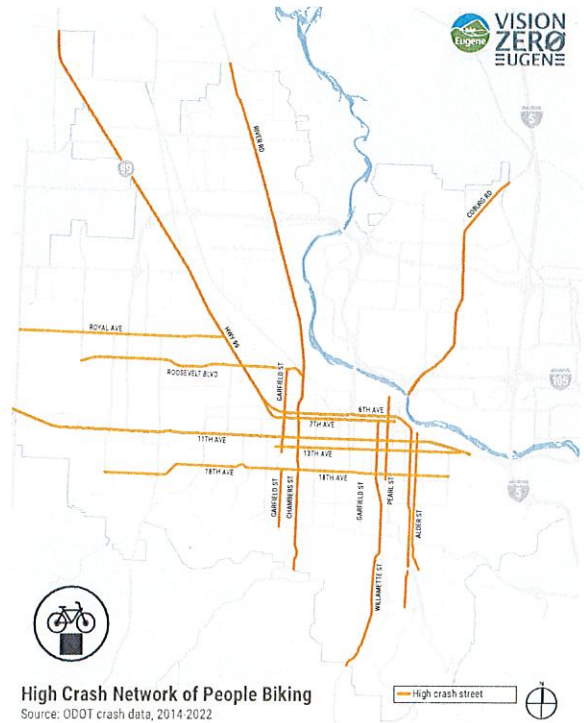 VISION
ZERØ
EUGENE
Eugene
5
RIVER RD
99
COBURG RD
HWY 99
ROYAL AVE
ROOSEVELT BLVD
GARFIELD ST
105
6TH AVE
7TH AVE
11TH AVE
13TH AVE
18TH AVE
18TH AVE
GARFIELD ST
CHAMBERS ST
GARFIELD ST
PEARL ST
ALDER ST
5
WILLAMETTE ST
High Crash Network of People Biking
Source: ODOT crash data, 2014-2022
High crash street
N